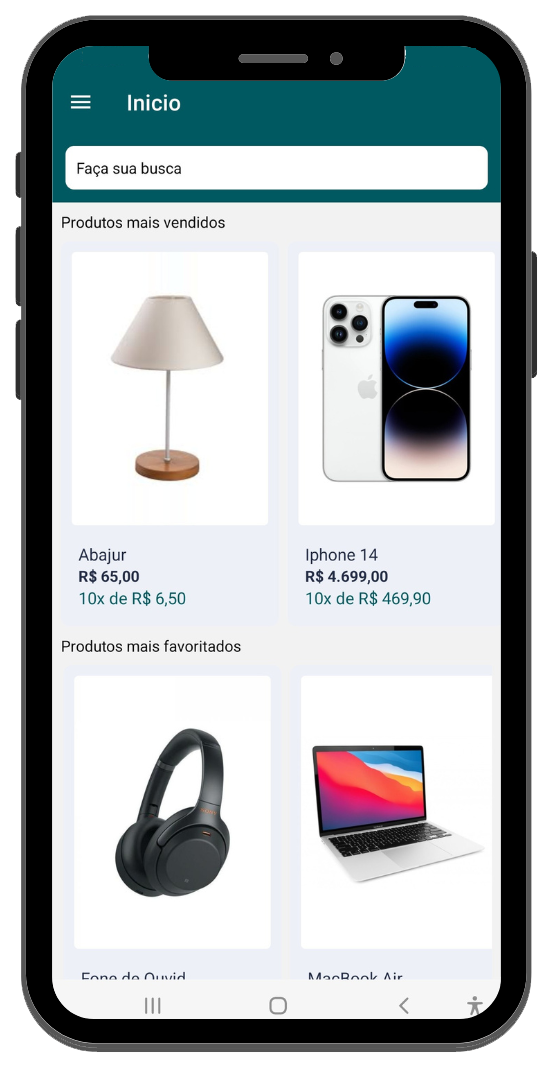 Inicio
Faça sua busca
Produtos mais vendidos
Abajur
R$ 65,00
10x de R$ 6,50
Iphone 14
R$ 4.699,00
10x de R$ 469,90
Produtos mais favoritados
Fone de Ouvid
MacBook Air